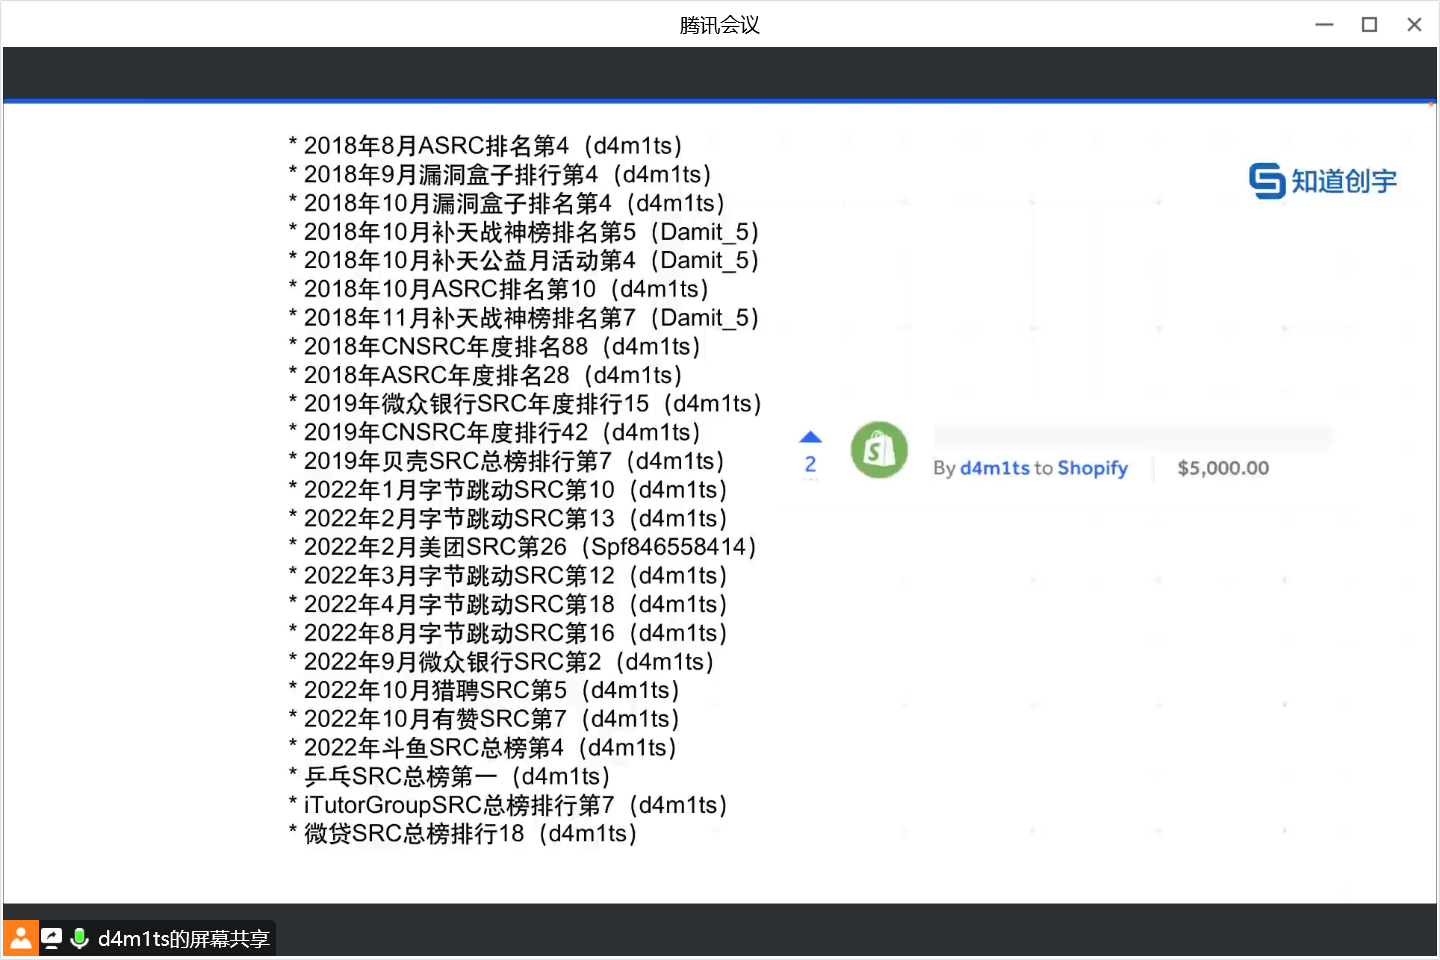 腾讯会议
* 2018年8月ASRC排名第4（d4m1ts）
* 2018年9月漏洞盒子排行第4（d4m1ts）
* 2018年10月漏洞盒子排名第4（d4m1ts）
* 2018年10月补天战神榜排名第5（Damit_5）
* 2018年10月补天公益月活动第4（Damit_5）
* 2018年10月ASRC排名第10（d4m1ts）
* 2018年11月补天战神榜排名第7（Damit_5）
* 2018年CNSRC年度排名88（d4m1ts）
* 2018年ASRC年度排名28（d4m1ts）
* 2019年微众银行SRC年度排行15（d4m1ts）
* 2019年CNSRC年度排行42（d4m1ts）
* 2019年贝壳SRC总榜排行第7（d4m1ts）
* 2022年1月字节跳动SRC第10（d4m1ts）
* 2022年2月字节跳动SRC第13（d4m1ts）
* 2022年2月美团SRC第26（Spf846558414）
* 2022年3月字节跳动SRC第12（d4m1ts）
* 2022年4月字节跳动SRC第18（d4m1ts）
* 2022年8月字节跳动SRC第16（d4m1ts）
* 2022年9月微众银行SRC第2（d4m1ts）
* 2022年10月猎聘SRC第5（d4m1ts）
* 2022年10月有赞SRC第7（d4m1ts）
* 2022年斗鱼SRC总榜第4（d4m1ts）
* 乒乓SRC总榜第一（d4m1ts）
* iTutorGroupSRC总榜排行第7（d4m1ts）
* 微贷SRC总榜排行18（d4m1ts）
知道创宇
2
By d4m1ts to Shopify $5,000.00
d4m1ts的屏幕共享